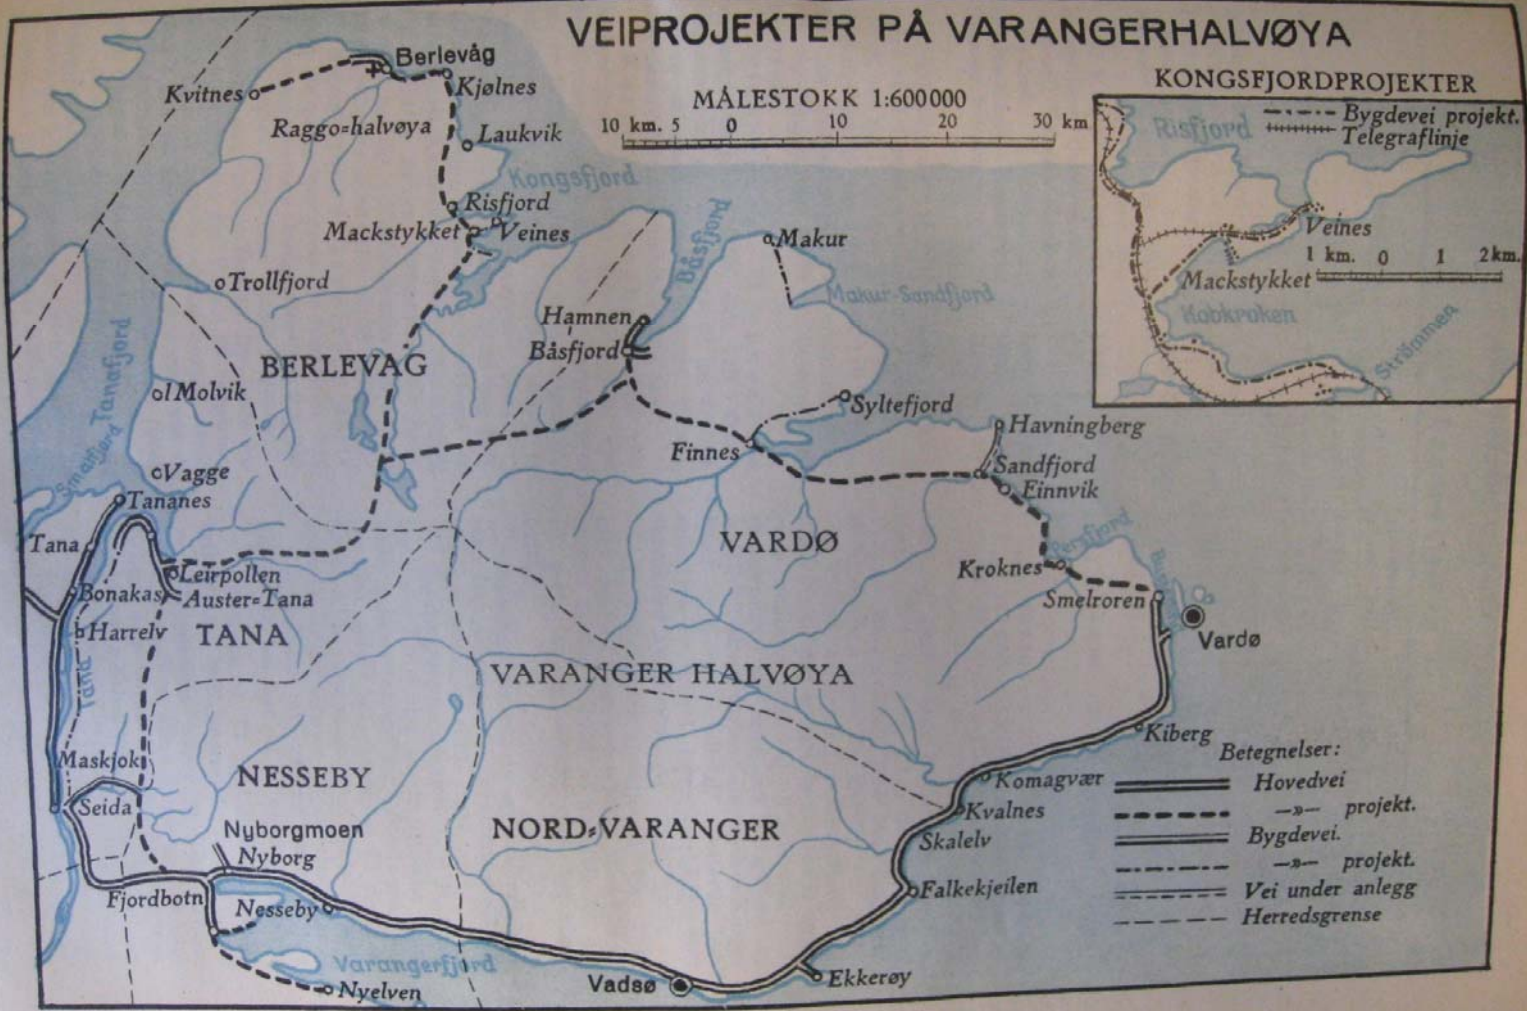 VEIPROJEKTER PÅ VARANGERHALVØYA
MÅLESTOKK 1:600000
10 km. 5 0 10 20 30 km
KONGSFJORDPROJEKTER
Bygdevei projekt.
Telegraflinje
Risfjord
Veines
1 km. 0 1 2 km.
Mackstykket
Kobkroken
Strömmen
Berlevåg
Kvitnes
Kjølnes
Raggo=halvøya
Laukvik
Kongsfjord
Risfjord
Mackstykket
Veines
Båsfjord
Makur
Trollfjord
Makur-Sandfjord
Hamnen
Båsfjord
BERLEVAG
Tanafjord
Molvik
Syltefjord
Smalfjord
Finnes
Havningberg
Vagge
Sandfjord
Einnvik
Tananes
Tana
VARDØ
Persfjord
Leirpollen
Kroknes
Bonakas
Auster=Tana
Smelroren
Harrelv
TANA
Vardø
Tana
VARANGER HALVØYA
Kiberg
Maskjok
NESSEBY
Komagvær
Seida
Kvalnes
Nyborgmoen
NORD=VARANGER
Skalelv
Nyborg
Fjordbotn
Falkekjeilen
Nesseby
Varangerfjord
Vadsø
Ekkerøy
Nyelven
Betegnelser:
Hovedvei
—»— projekt.
Bygdevei.
—»— projekt.
Vei under anlegg
Herredsgrense